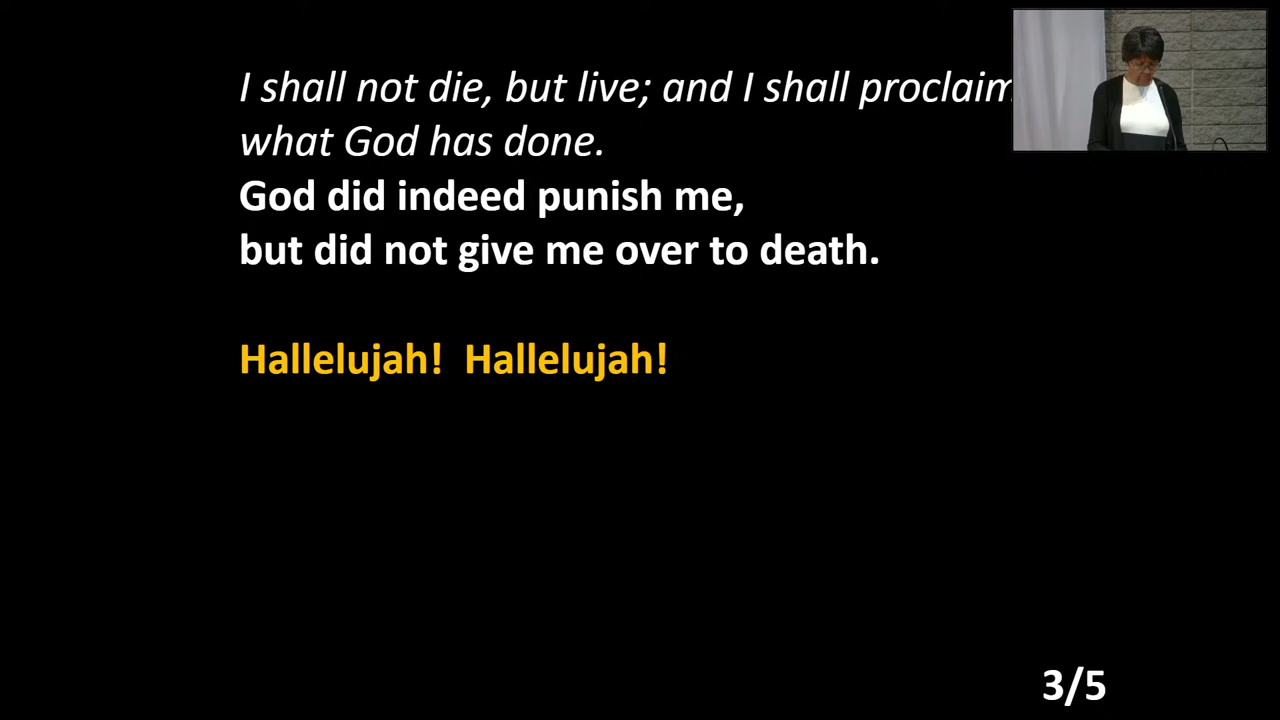 I shall not die, but live; and I shall proclaim
what God has done.
God did indeed punish me,
but did not give me over to death.
Hallelujah!  Hallelujah!
3/5